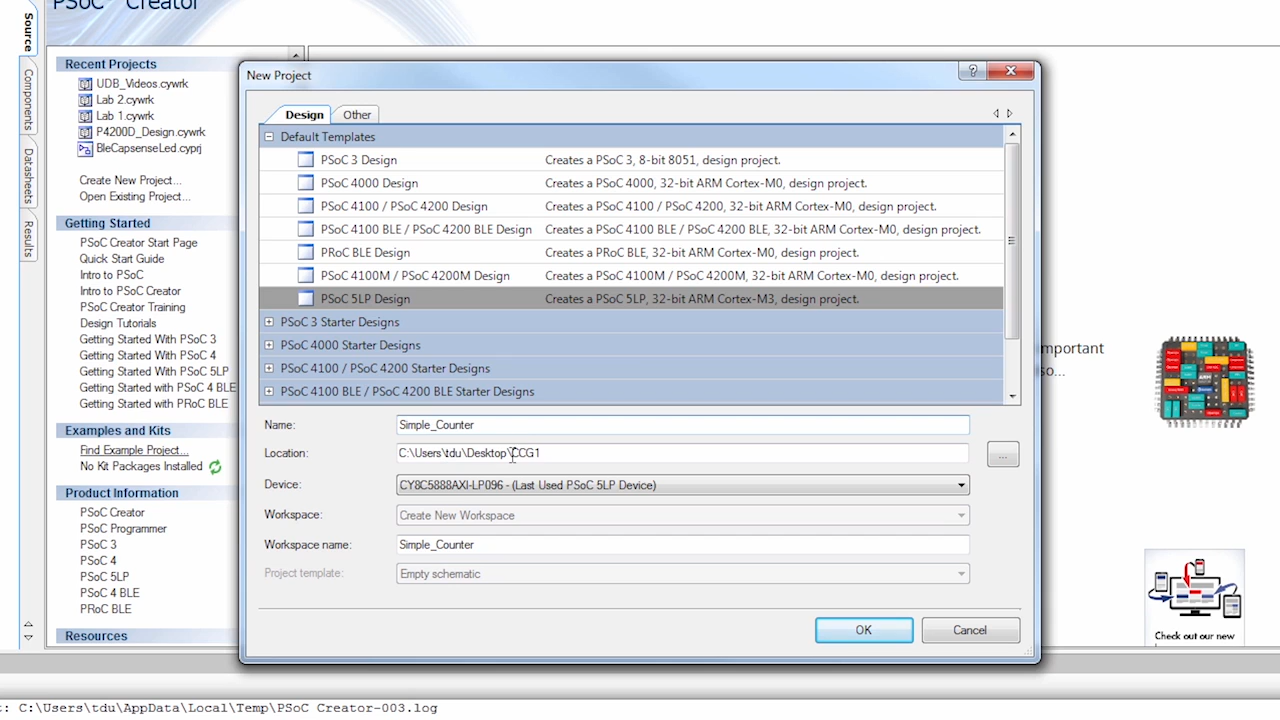 PSoC Creator
Source
Components
Datasheets
Results
Recent Projects
UDB_Videos.cywrk
Lab 2.cywrk
Lab 1.cywrk
P4200D_Design.cywrk
BleCapsenseLed.cyprj
Create New Project...
Open Existing Project...
Getting Started
PSoC Creator Start Page
Quick Start Guide
Intro to PSoC
Intro to PSoC Creator
PSoC Creator Training
Design Tutorials
Getting Started With PSoC 3
Getting Started With PSoC 4
Getting Started With PSoC 5LP
Getting Started with PSoC 4 BLE
Getting Started with PRoC BLE
Examples and Kits
Find Example Project...
No Kit Packages Installed
Product Information
PSoC Creator
PSoC Programmer
PSoC 3
PSoC 4
PSoC 5LP
PSoC 4 BLE
PRoC BLE
Resources
New Project
Design Other
Default Templates
PSoC 3 Design Creates a PSoC 3, 8-bit 8051, design project.
PSoC 4000 Design Creates a PSoC 4000, 32-bit ARM Cortex-M0, design project.
PSoC 4100 / PSoC 4200 Design Creates a PSoC 4100 / PSoC 4200, 32-bit ARM Cortex-M0, design project.
PSoC 4100 BLE / PSoC 4200 BLE Design Creates a PSoC 4100 BLE / PSoC 4200 BLE, 32-bit ARM Cortex-M0, design project.
PRoC BLE Design Creates a PRoC BLE, 32-bit ARM Cortex-M0, design project.
PSoC 4100M / PSoC 4200M Design Creates a PSoC 4100M / PSoC 4200M, 32-bit ARM Cortex-M0, design project.
PSoC 5LP Design Creates a PSoC 5LP, 32-bit ARM Cortex-M3, design project.
PSoC 3 Starter Designs
PSoC 4000 Starter Designs
PSoC 4100 / PSoC 4200 Starter Designs
PSoC 4100 BLE / PSoC 4200 BLE Starter Designs
Name: Simple_Counter
Location: C:\Users\tdu\Desktop\CCG1
...
Device: CY8C5888AXI-LP096 - (Last Used PSoC 5LP Device)
Workspace: Create New Workspace
Workspace name: Simple_Counter
Project template: Empty schematic
OK Cancel
mportant
so...
ARM
Check out our new
t: C:\Users\tdu\AppData\Local\Temp\PSoC Creator-003.log